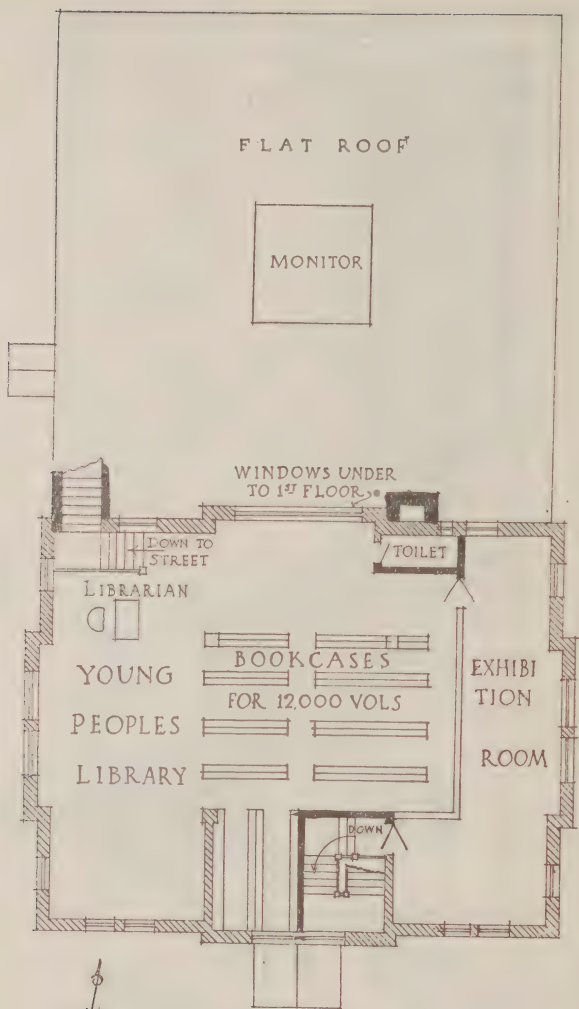 FLAT ROOF
MONITOR
WINDOWS UNDER
TO 1ST FLOOR
DOWN TO
STREET
TOILET
LIBRARIAN
BOOKCASES
FOR 12,000 VOLS
YOUNG
PEOPLES
LIBRARY
EXHIBI
TION
ROOM
DOWN